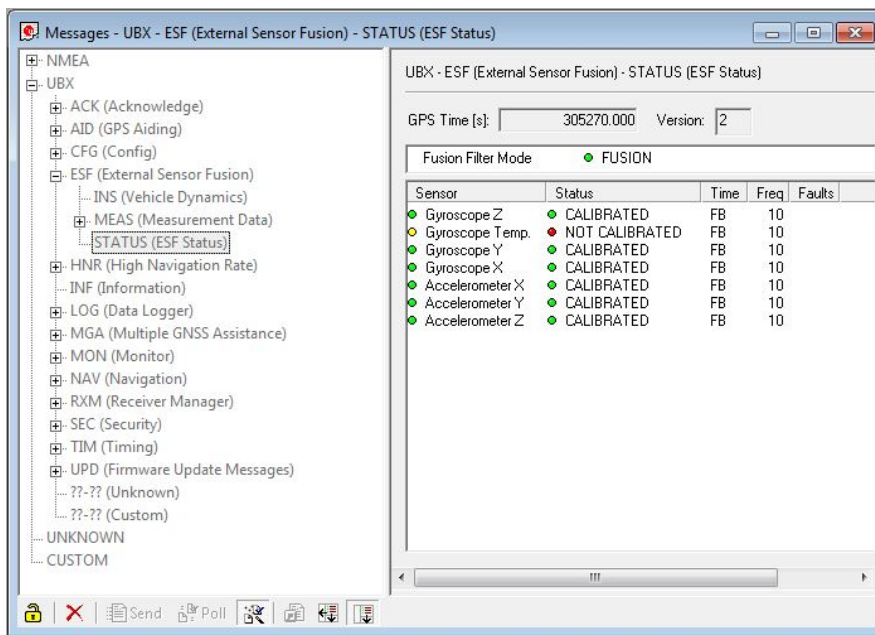 Messages - UBX - ESF (External Sensor Fusion) - STATUS (ESF Status)
NMEA
UBX
ACK (Acknowledge)
AID (GPS Aiding)
CFG (Config)
ESF (External Sensor Fusion)
INS (Vehicle Dynamics)
MEAS (Measurement Data)
STATUS (ESF Status)
HNR (High Navigation Rate)
INF (Information)
LOG (Data Logger)
MGA (Multiple GNSS Assistance)
MON (Monitor)
NAV (Navigation)
RXM (Receiver Manager)
SEC (Security)
TIM (Timing)
UPD (Firmware Update Messages)
??-?? (Unknown)
??-?? (Custom)
UNKNOWN
CUSTOM
UBX - ESF (External Sensor Fusion) - STATUS (ESF Status)
GPS Time [s]: 305270.000 Version: 2
Fusion Filter Mode FUSION
Sensor Status Time Freq Faults
Gyroscope Z CALIBRATED FB 10
Gyroscope Temp. NOT CALIBRATED FB 10
Gyroscope Y CALIBRATED FB 10
Gyroscope X CALIBRATED FB 10
Accelerometer X CALIBRATED FB 10
Accelerometer Y CALIBRATED FB 10
Accelerometer Z CALIBRATED FB 10
Send Poll